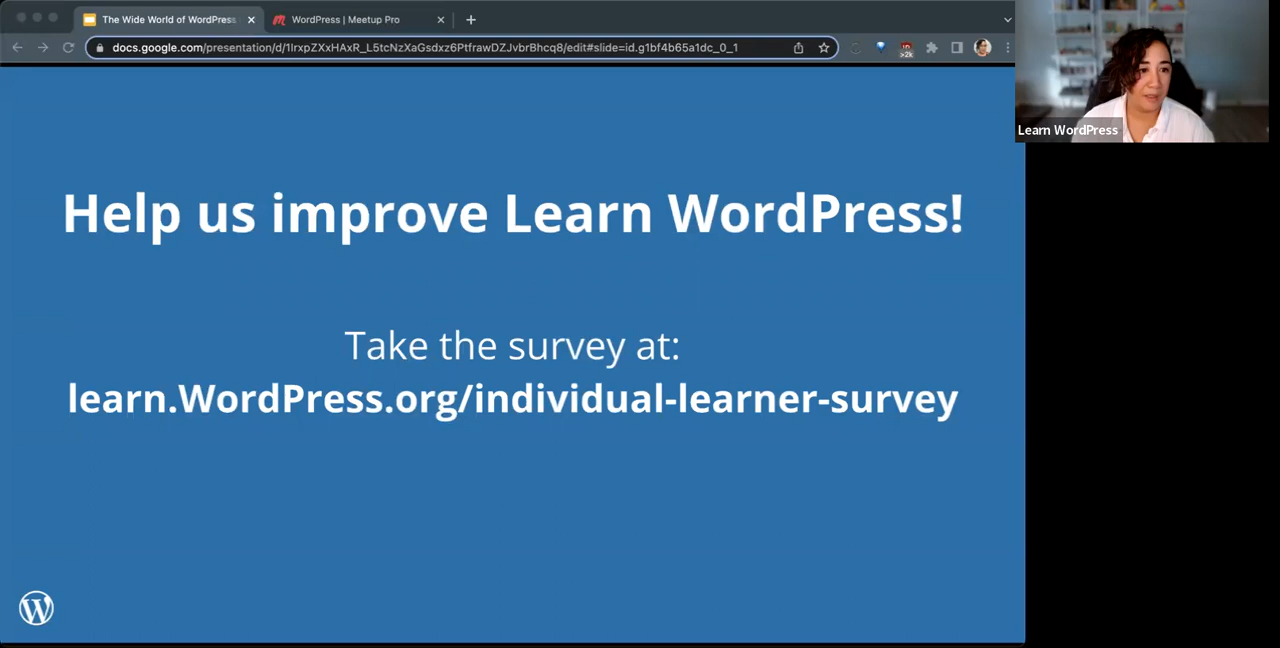 The Wide World of WordPress
WordPress | Meetup Pro
docs.google.com/presentation/d/1lrxpZXxHAxR_L5tcNzXaGsdxz6PtfrawDZJvbrBhcq8/edit#slide=id.g1bf4b65a1dc_0_1
>2k
Learn WordPress
Help us improve Learn WordPress!
Take the survey at:
learn.WordPress.org/individual-learner-survey